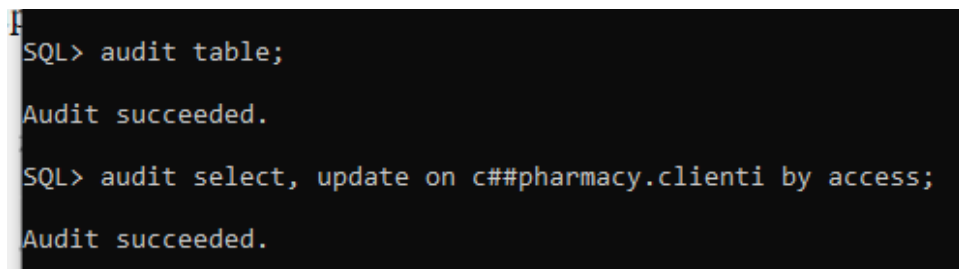 SQL> audit table;
Audit succeeded.
SQL> audit select, update on c##pharmacy.clienti by access;
Audit succeeded.